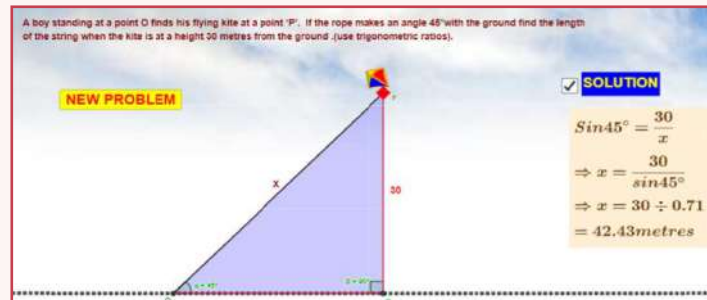 A boy standing at a point O finds his flying kite at a point 'P'. If the rope makes an angle 45°with the ground find the length
of the string when the kite is at a height 30 metres from the ground .(use trigonometric ratios).
NEW PROBLEM
SOLUTION
Sin45° = 30/x
⇒ x = 30/sin45°
⇒ x = 30 ÷ 0.71
= 42.43metres
X
30